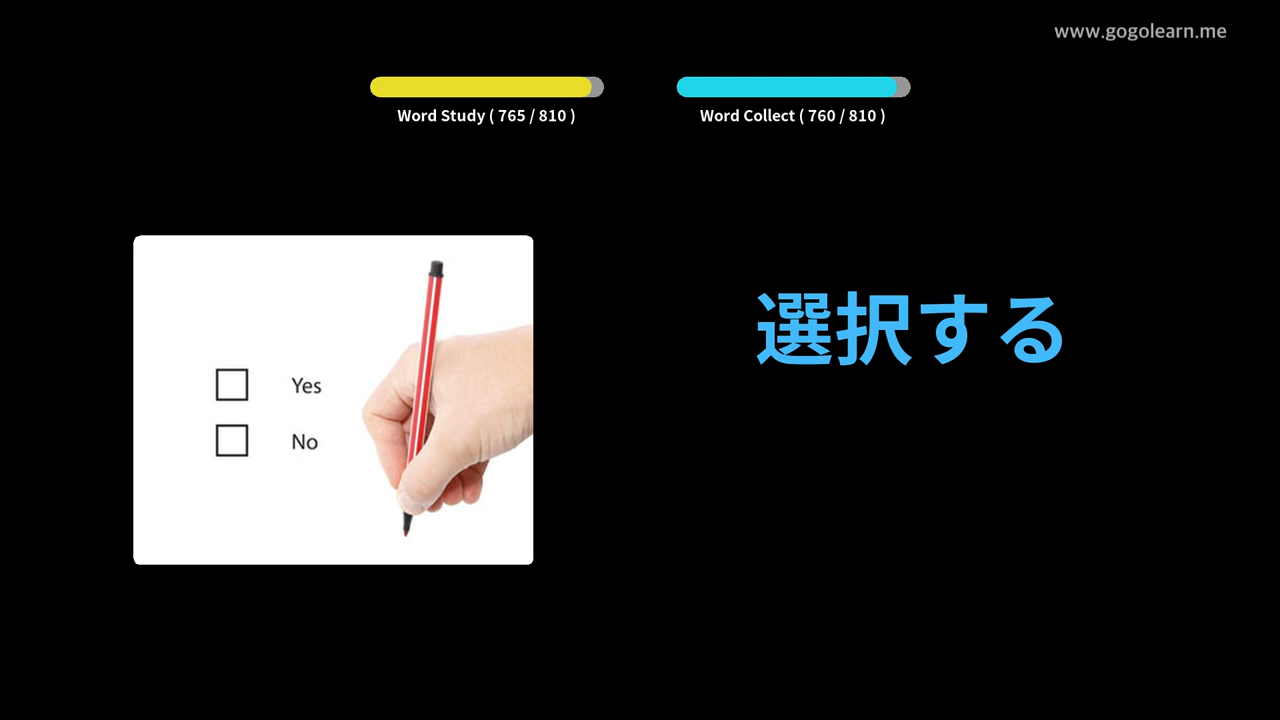 www.gogolearn.me
Word Study ( 765 / 810 )
Word Collect ( 760 / 810 )
選択する
Yes
No